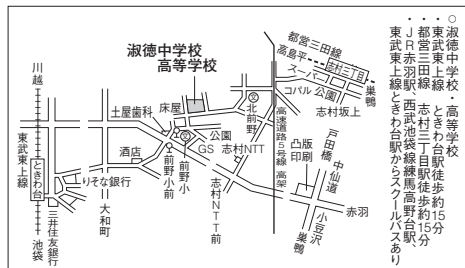 ○淑徳中学校・高等学校
・東武東上線 ときわ台駅徒歩約15分
・都営三田線 志村三丁目駅徒歩約15分
・JR赤羽駅、西武池袋線練馬高野台駅、
東武東上線ときわ台駅からスクールバスあり
都営三田線
高島平
志村三丁目
巣鴨
スーパー
コバル
公園
志村坂上
淑徳中学校
高等学校
川越
東武東上線
ときわ台
池袋
三井住友銀行
りそな銀行
大和町
酒店
土屋歯科
床屋
文
北前野小
文
前野小
前野小前
公園
GS
志村NTT
志村NTT前
高速道路5号線
高架
凸版印刷
戸田橋
中仙道
小豆沢
巣鴨
赤羽